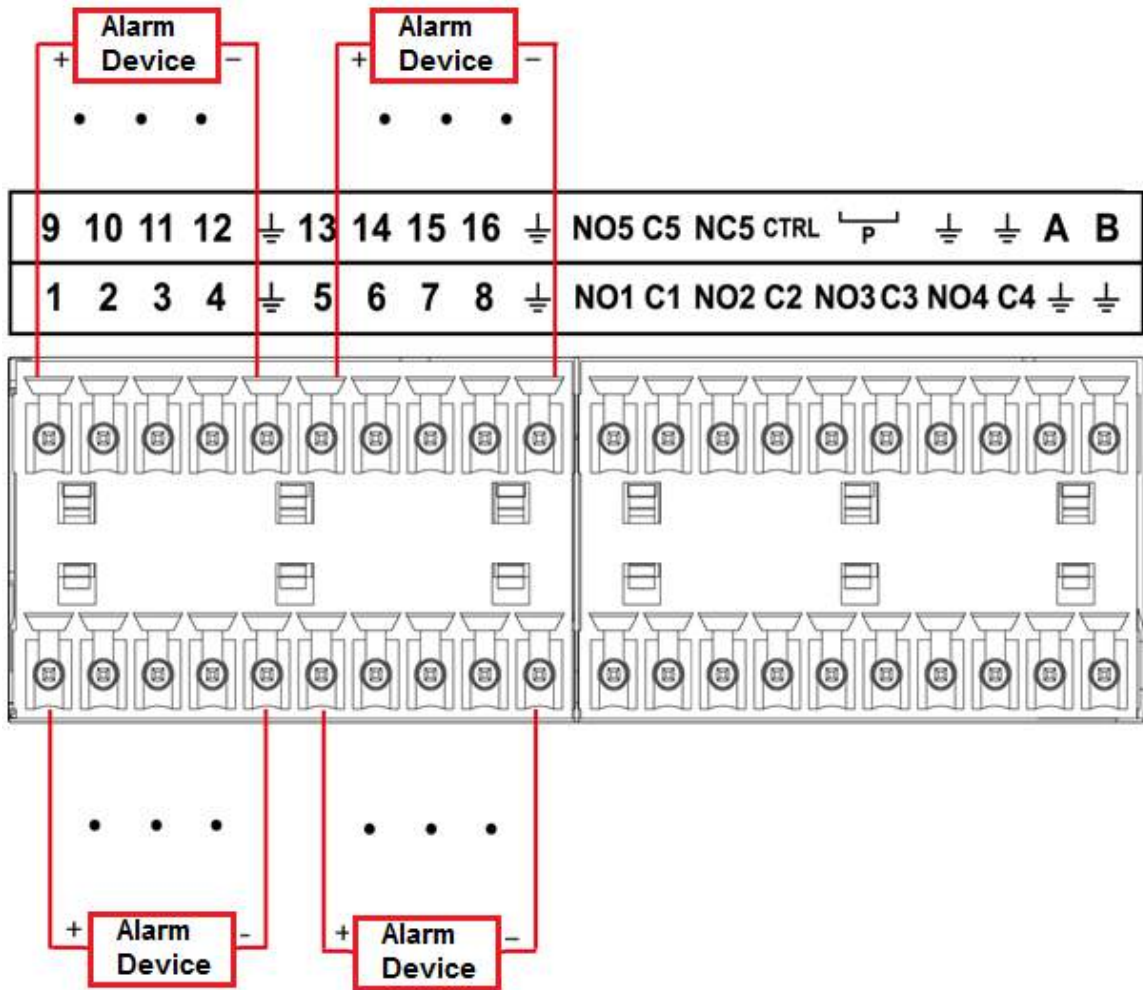 Alarm Device
+ −
Alarm Device
+ −
9 10 11 12 ⏚ 13 14 15 16 ⏚ NO5 C5 NC5 CTRL P ⏚ ⏚ A B
1 2 3 4 ⏚ 5 6 7 8 ⏚ NO1 C1 NO2 C2 NO3 C3 NO4 C4 ⏚ ⏚
+ -
Alarm Device
+ −
Alarm Device